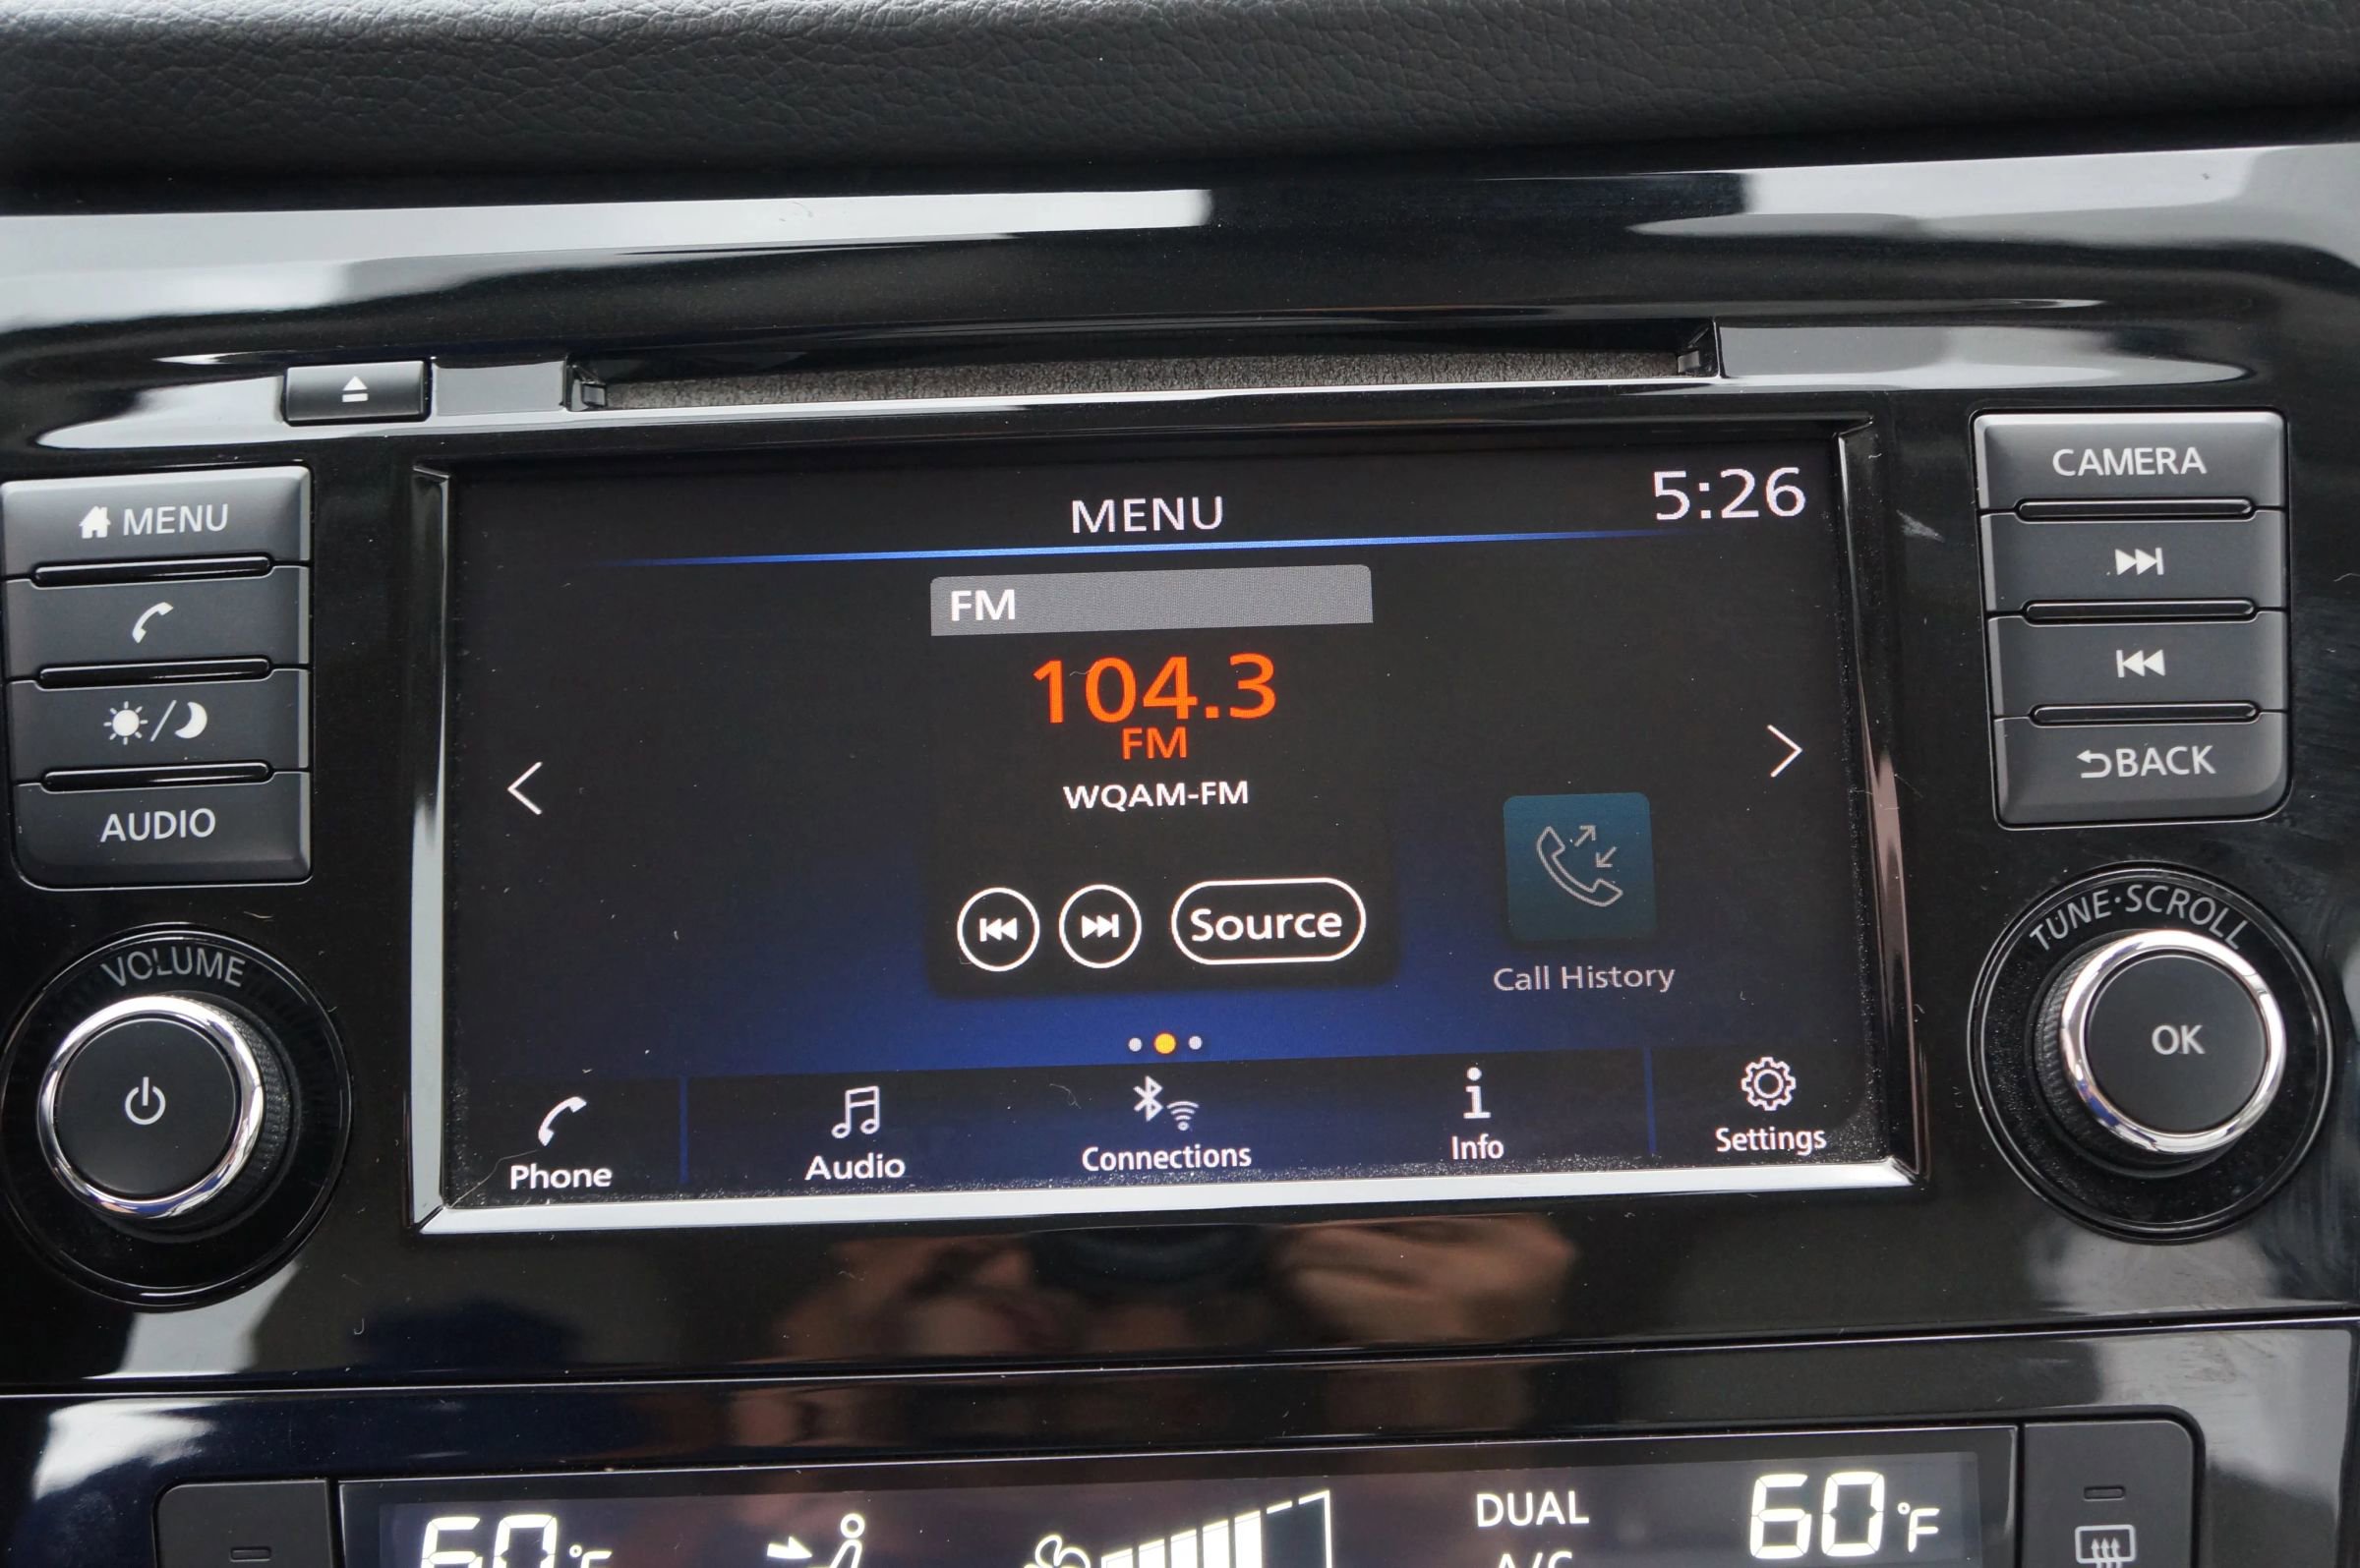 MENU
AUDIO
VOLUME
MENU
5:26
FM
104.3
FM
WQAM-FM
Source
Call History
Phone
Audio
Connections
Info
Settings
CAMERA
BACK
TUNE·SCROLL
OK
60°F
DUAL
A/C
60°F